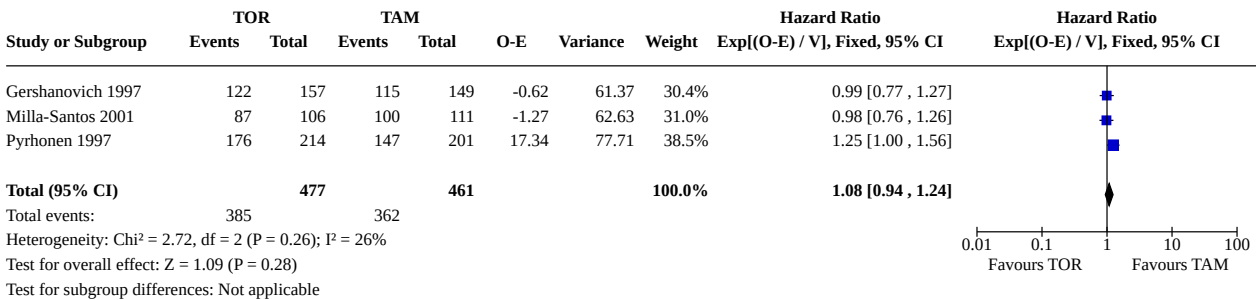 TOR TAM Hazard Ratio Hazard Ratio
Study or Subgroup Events Total Events Total O-E Variance Weight Exp[(O-E) / V], Fixed, 95% CI Exp[(O-E) / V], Fixed, 95% CI
Gershanovich 1997 122 157 115 149 -0.62 61.37 30.4% 0.99 [0.77 , 1.27]
Milla-Santos 2001 87 106 100 111 -1.27 62.63 31.0% 0.98 [0.76 , 1.26]
Pyrhonen 1997 176 214 147 201 17.34 77.71 38.5% 1.25 [1.00 , 1.56]
Total (95% CI) 477 461 100.0% 1.08 [0.94 , 1.24]
Total events: 385 362
Heterogeneity: Chi² = 2.72, df = 2 (P = 0.26); I² = 26% 0.01 0.1 1 10 100
Test for overall effect: Z = 1.09 (P = 0.28) Favours TOR Favours TAM
Test for subgroup differences: Not applicable